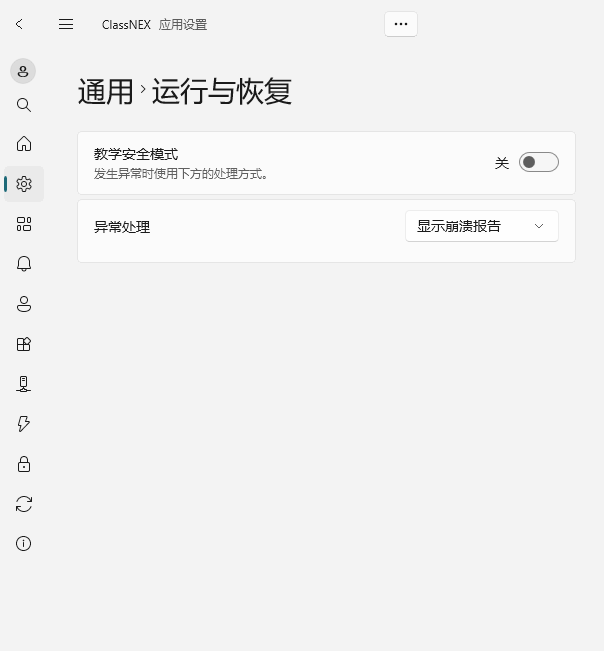 ClassNEX 应用设置
通用 › 运行与恢复
教学安全模式
关
发生异常时使用下方的处理方式。
异常处理
显示崩溃报告